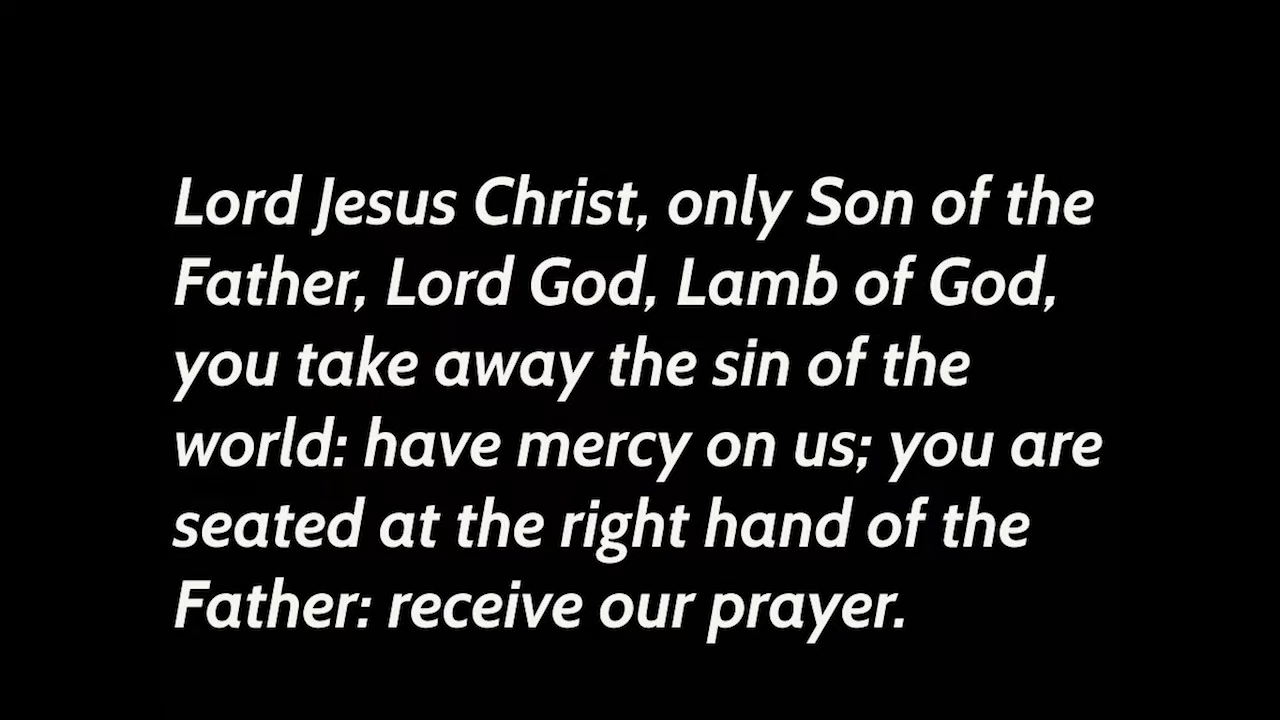 Lord Jesus Christ, only Son of the
Father, Lord God, Lamb of God,
you take away the sin of the
world: have mercy on us; you are
seated at the right hand of the
Father: receive our prayer.